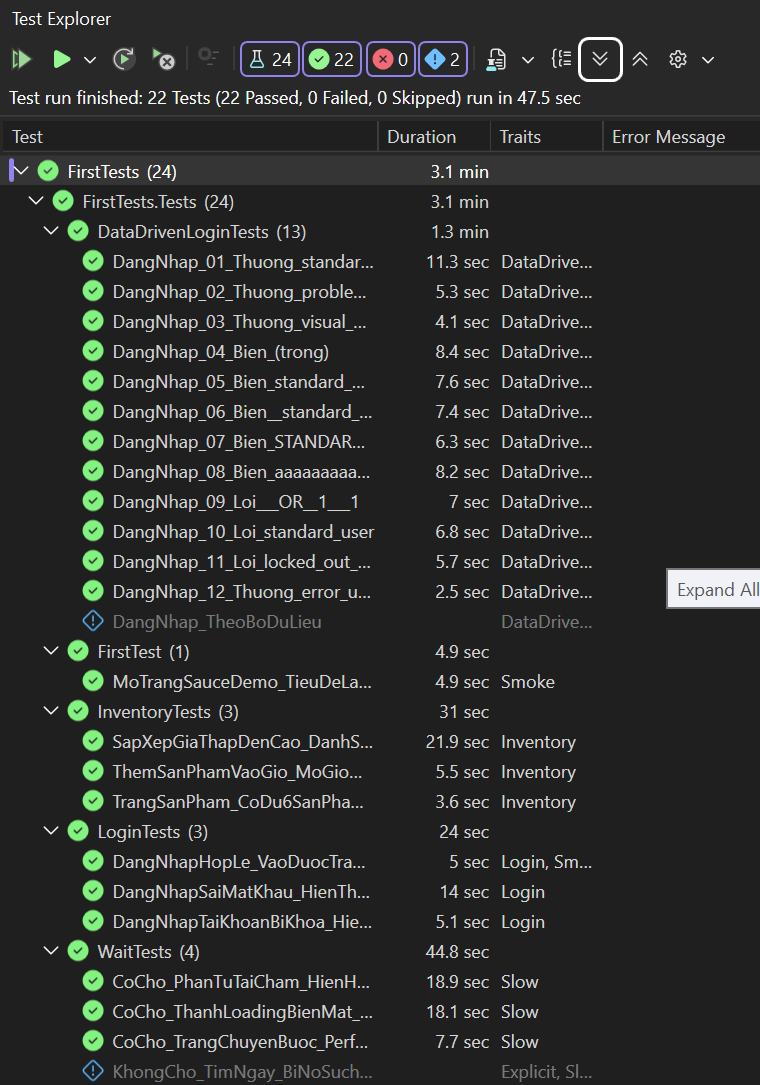 Test Explorer
24 22 0 2
Test run finished: 22 Tests (22 Passed, 0 Failed, 0 Skipped) run in 47.5 sec
Test Duration Traits Error Message
FirstTests (24) 3.1 min
FirstTests.Tests (24) 3.1 min
DataDrivenLoginTests (13) 1.3 min
DangNhap_01_Thuong_standar... 11.3 sec DataDrive...
DangNhap_02_Thuong_proble... 5.3 sec DataDrive...
DangNhap_03_Thuong_visual_... 4.1 sec DataDrive...
DangNhap_04_Bien_(trong) 8.4 sec DataDrive...
DangNhap_05_Bien_standard_... 7.6 sec DataDrive...
DangNhap_06_Bien__standard_... 7.4 sec DataDrive...
DangNhap_07_Bien_STANDAR... 6.3 sec DataDrive...
DangNhap_08_Bien_aaaaaaaaa... 8.2 sec DataDrive...
DangNhap_09_Loi___OR__1___1 7 sec DataDrive...
DangNhap_10_Loi_standard_user 6.8 sec DataDrive...
DangNhap_11_Loi_locked_out_... 5.7 sec DataDrive...
DangNhap_12_Thuong_error_u... 2.5 sec DataDrive...
Expand All
DangNhap_TheoBoDuLieu DataDrive...
FirstTest (1) 4.9 sec
MoTrangSauceDemo_TieuDeLa... 4.9 sec Smoke
InventoryTests (3) 31 sec
SapXepGiaThapDenCao_DanhS... 21.9 sec Inventory
ThemSanPhamVaoGio_MoGio... 5.5 sec Inventory
TrangSanPham_CoDu6SanPha... 3.6 sec Inventory
LoginTests (3) 24 sec
DangNhapHopLe_VaoDuocTra... 5 sec Login, Sm...
DangNhapSaiMatKhau_HienTh... 14 sec Login
DangNhapTaiKhoanBiKhoa_Hie... 5.1 sec Login
WaitTests (4) 44.8 sec
CoCho_PhanTuTaiCham_HienH... 18.9 sec Slow
CoCho_ThanhLoadingBienMat_... 18.1 sec Slow
CoCho_TrangChuyenBuoc_Perf... 7.7 sec Slow
KhongCho_TimNgay_BiNoSuch... Explicit, Sl...